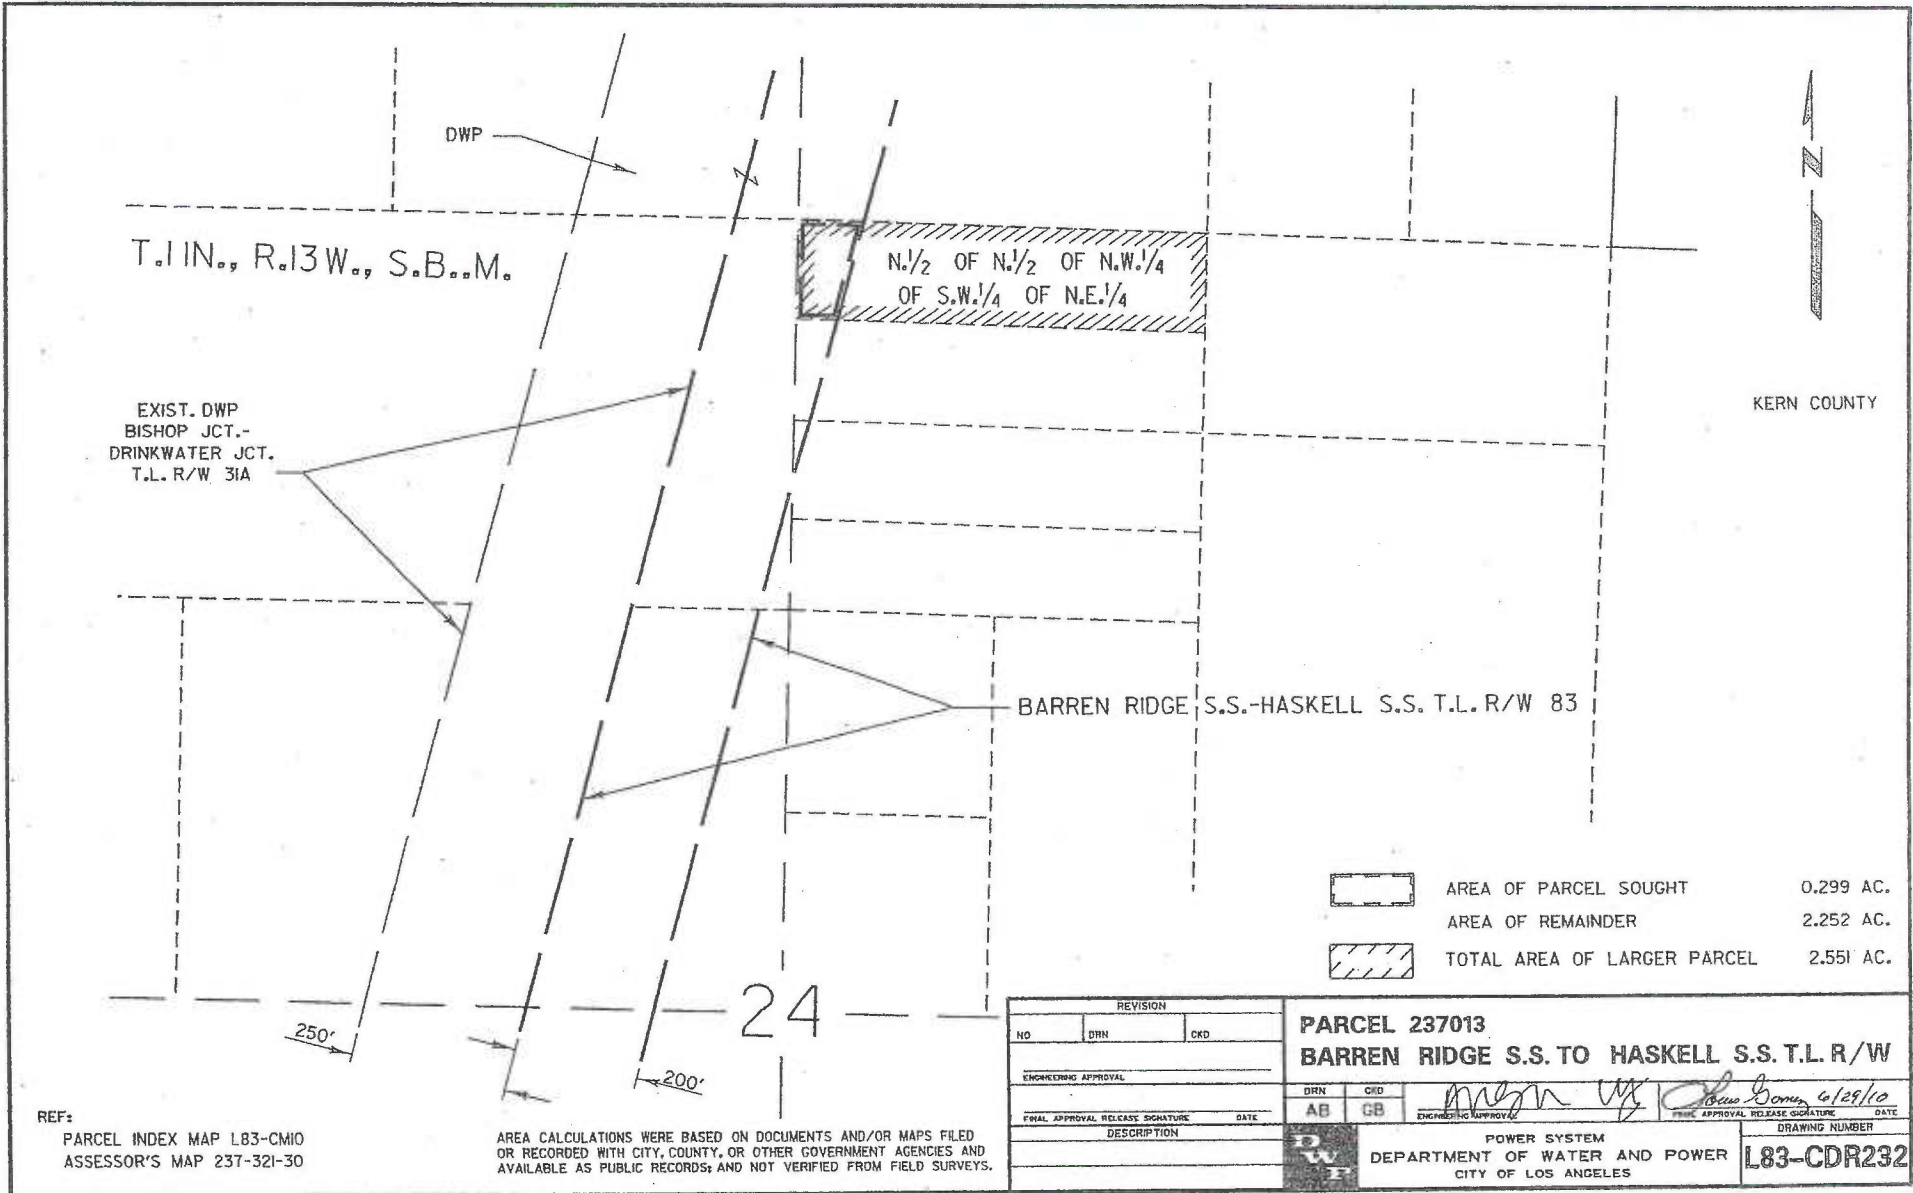 DWP
N
T.11N., R.13W., S.B..M.
N.1/2 OF N.1/2 OF N.W.1/4
OF S.W.1/4 OF N.E.1/4
KERN COUNTY
EXIST. DWP
BISHOP JCT.-
DRINKWATER JCT.
T.L. R/W 31A
BARREN RIDGE S.S.-HASKELL S.S. T.L. R/W 83
AREA OF PARCEL SOUGHT 0.299 AC.
AREA OF REMAINDER 2.252 AC.
TOTAL AREA OF LARGER PARCEL 2.551 AC.
24
250'
200'
REF:
PARCEL INDEX MAP L83-CM10
ASSESSOR'S MAP 237-321-30
AREA CALCULATIONS WERE BASED ON DOCUMENTS AND/OR MAPS FILED
OR RECORDED WITH CITY, COUNTY, OR OTHER GOVERNMENT AGENCIES AND
AVAILABLE AS PUBLIC RECORDS; AND NOT VERIFIED FROM FIELD SURVEYS.
REVISION
NO DRN CKD
ENGINEERING APPROVAL
FINAL APPROVAL RELEASE SIGNATURE DATE
DESCRIPTION
PARCEL 237013
BARREN RIDGE S.S. TO HASKELL S.S. T.L. R/W
DRN CKD
AB GB
ENGINEERING APPROVAL
6/29/10
FINAL APPROVAL RELEASE SIGNATURE DATE
DWP
POWER SYSTEM
DEPARTMENT OF WATER AND POWER
CITY OF LOS ANGELES
DRAWING NUMBER
L83-CDR232